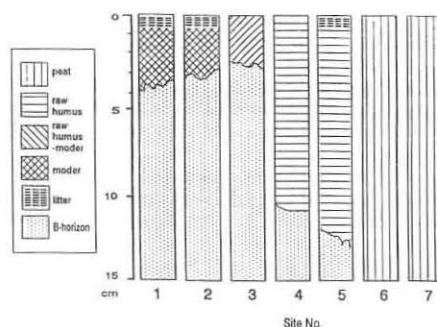 peat
raw
humus
raw
humus
-moder
moder
litter
B-horizon
0
5
10
15
cm
1 2 3 4 5 6 7
Site No.